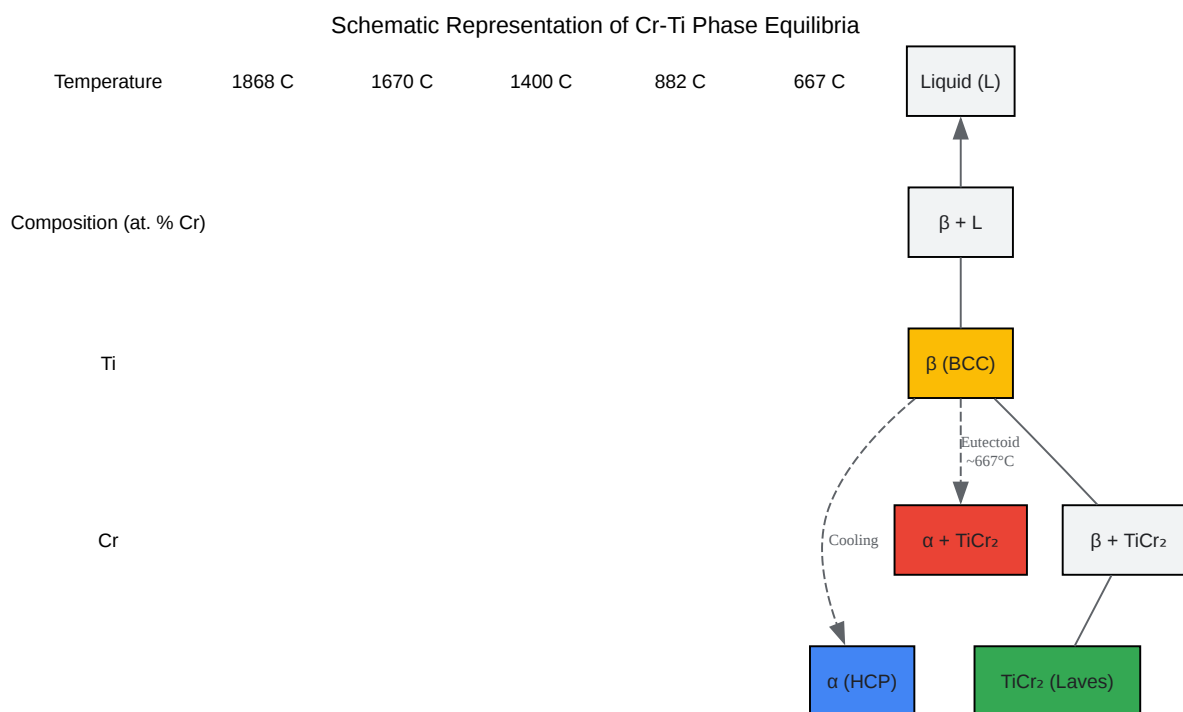 Schematic Representation of Cr-Ti Phase Equilibria
Temperature
1868 C
1670 C
1400 C
882 C
667 C
Liquid (L)
Composition (at. % Cr)
β + L
Ti
β (BCC)
Eutectoid
~667°C
Cr
Cooling
α + TiCr₂
β + TiCr₂
α (HCP)
TiCr₂ (Laves)